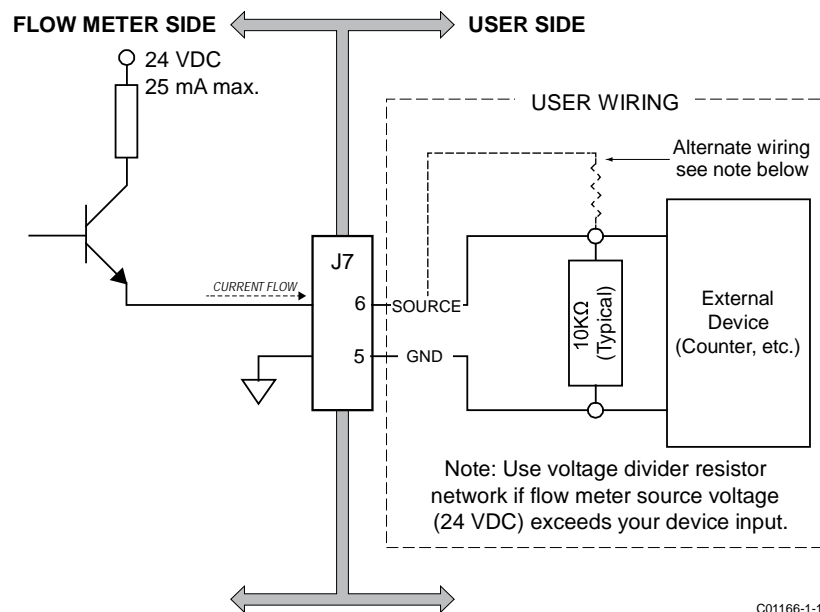 FLOW METER SIDE
USER SIDE
24 VDC
25 mA max.
USER WIRING
Alternate wiring
see note below
J7
CURRENT FLOW
6
SOURCE
5
GND
10KΩ
(Typical)
External
Device
(Counter, etc.)
Note: Use voltage divider resistor
network if flow meter source voltage
(24 VDC) exceeds your device input.
C01166-1-1